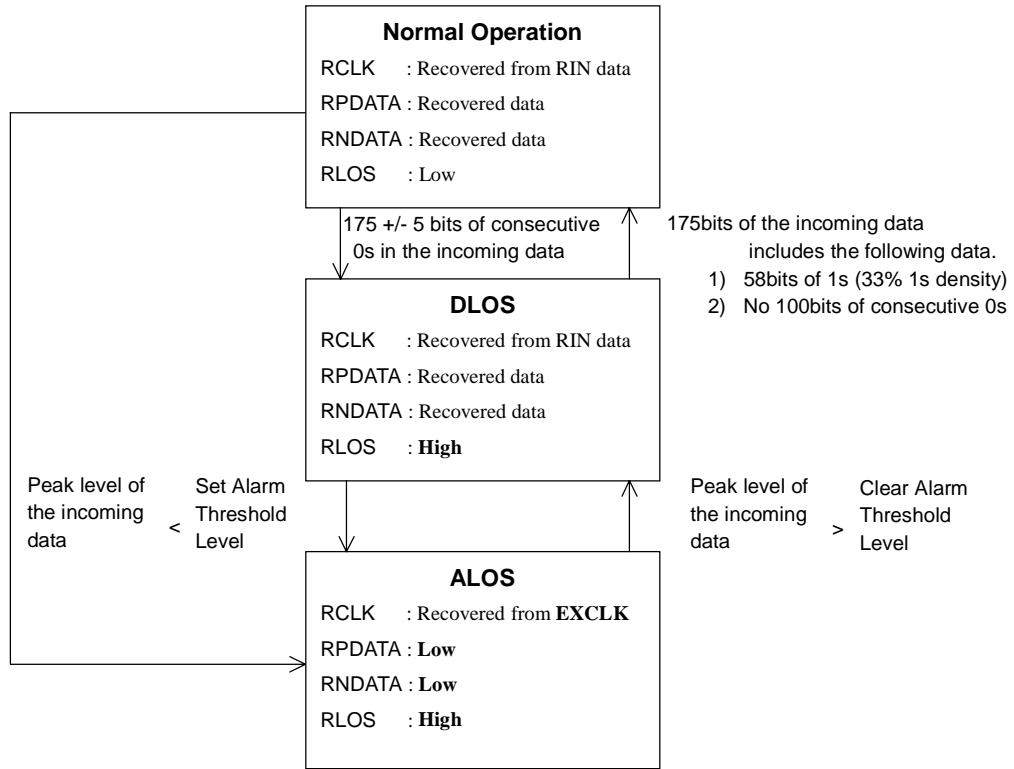 Normal Operation
RCLK : Recovered from RIN data
RPDATA : Recovered data
RNDATA : Recovered data
RLOS : Low
175 +/- 5 bits of consecutive
0s in the incoming data
175bits of the incoming data
includes the following data.
1) 58bits of 1s (33% 1s density)
2) No 100bits of consecutive 0s
DLOS
RCLK : Recovered from RIN data
RPDATA : Recovered data
RNDATA : Recovered data
RLOS : High
Peak level of
the incoming
data
<
Set Alarm
Threshold
Level
Peak level of
the incoming
data
>
Clear Alarm
Threshold
Level
ALOS
RCLK : Recovered from EXCLK
RPDATA : Low
RNDATA : Low
RLOS : High